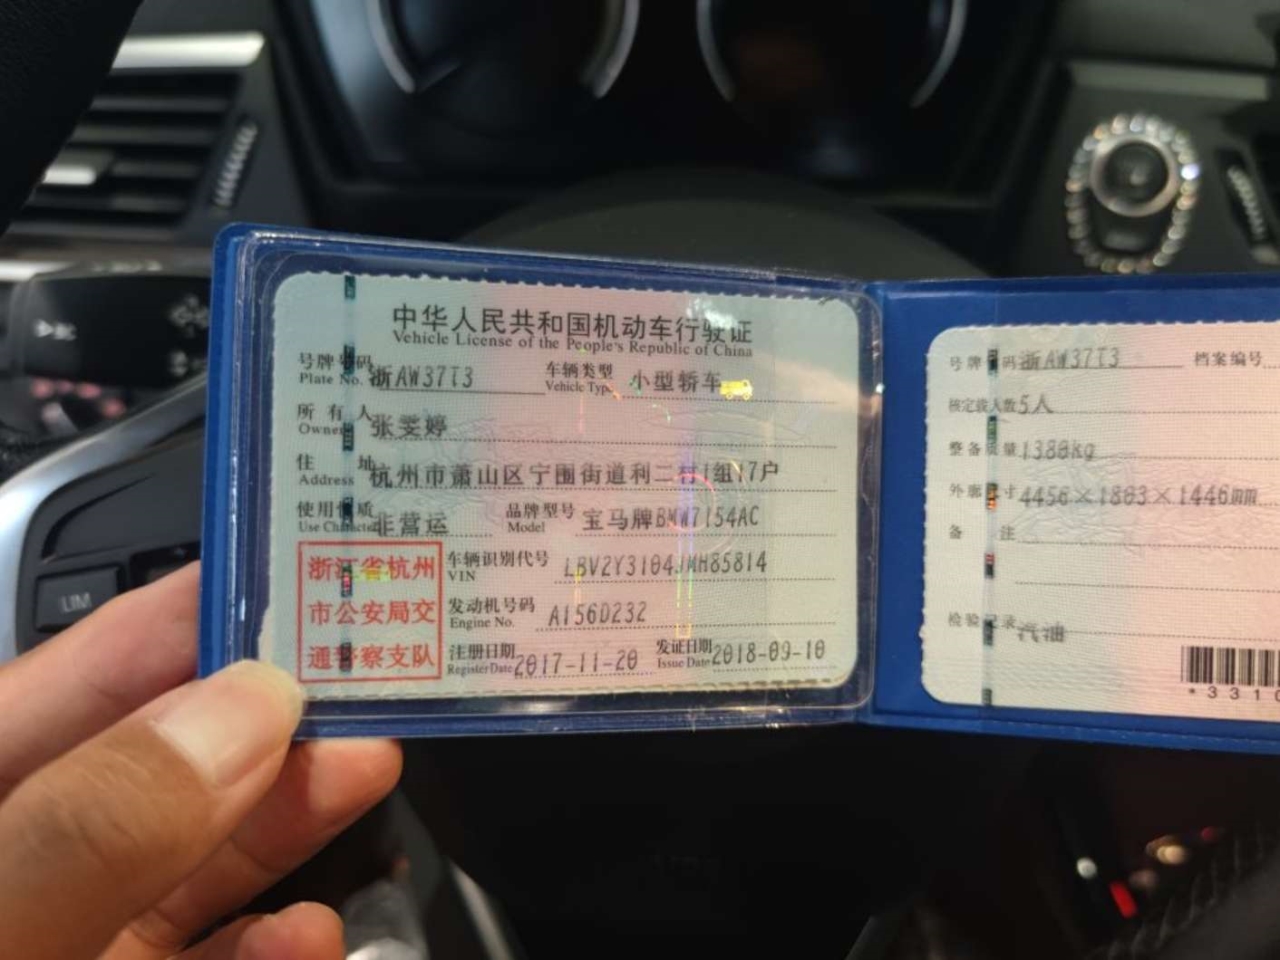 中华人民共和国机动车行驶证
Vehicle License of the People's Republic of China
号牌号码 浙AW37T3 车辆类型 小型轿车
Plate No. Vehicle Type
所有人 张雯婷
Owner
住址 杭州市萧山区宁围街道利二村1组17户
Address
使用性质 非营运 品牌型号 宝马牌BMW7154AC
Use Character Model
浙江省杭州
市公安局交
通警察支队
车辆识别代号 LBV2Y3104JMH85814
VIN
发动机号码 A156D232
Engine No.
注册日期 2017-11-20 发证日期 2018-09-10
Register Date Issue Date
号牌号码 浙AW37T3 档案编号
核定载人数 5人
整备质量 1380kg
外廓尺寸 4456×1803×1446mm
备注
检验记录 汽油
*331
LIM